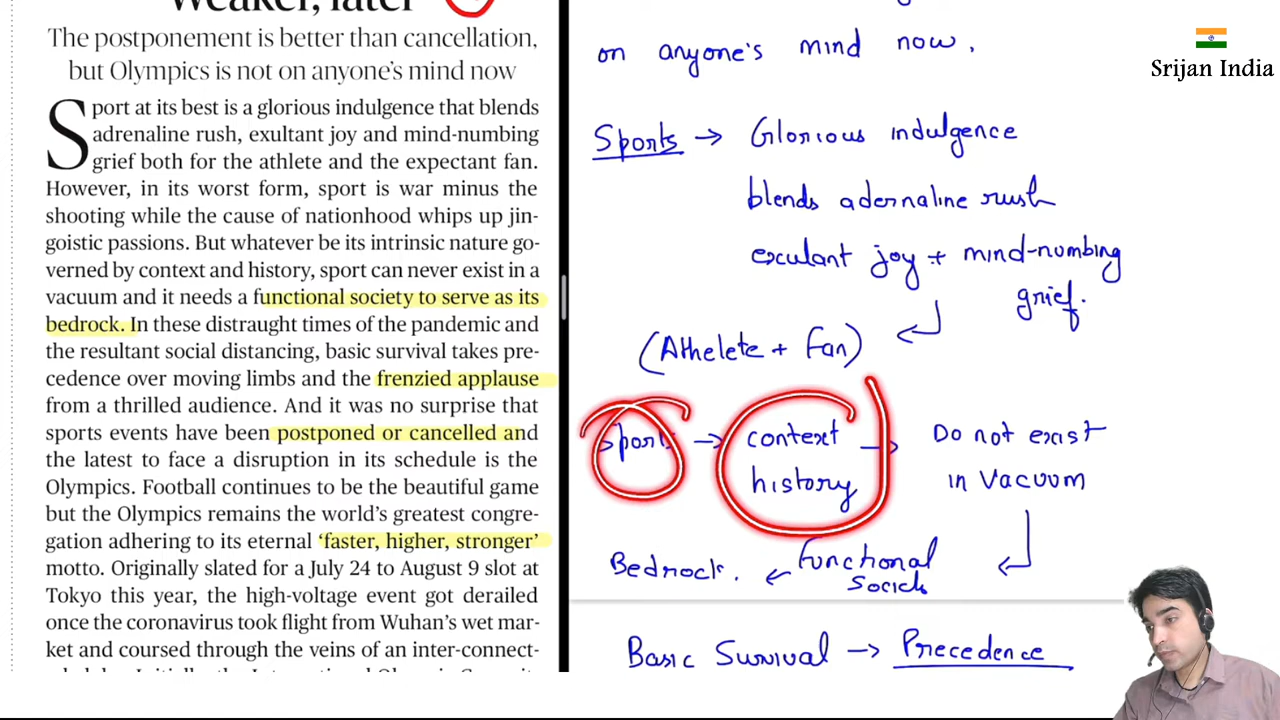 Weaker, later
The postponement is better than cancellation,
but Olympics is not on anyone's mind now
Sport at its best is a glorious indulgence that blends
adrenaline rush, exultant joy and mind-numbing
grief both for the athlete and the expectant fan.
However, in its worst form, sport is war minus the
shooting while the cause of nationhood whips up jin-
goistic passions. But whatever be its intrinsic nature go-
verned by context and history, sport can never exist in a
vacuum and it needs a functional society to serve as its
bedrock. In these distraught times of the pandemic and
the resultant social distancing, basic survival takes pre-
cedence over moving limbs and the frenzied applause
from a thrilled audience. And it was no surprise that
sports events have been postponed or cancelled and
the latest to face a disruption in its schedule is the
Olympics. Football continues to be the beautiful game
but the Olympics remains the world's greatest congre-
gation adhering to its eternal 'faster, higher, stronger'
motto. Originally slated for a July 24 to August 9 slot at
Tokyo this year, the high-voltage event got derailed
once the coronavirus took flight from Wuhan's wet mar-
ket and coursed through the veins of an inter-connect-
on anyone's mind now.
Sports → Glorious indulgence
blends adernaline rush
exculant joy + mind-numbing
grief.
(Athelete + Fan)
Sports → context → Do not exist
history in Vacuum
Bedrock. ← Functional
Basic Survival → Precedence
Srijan India